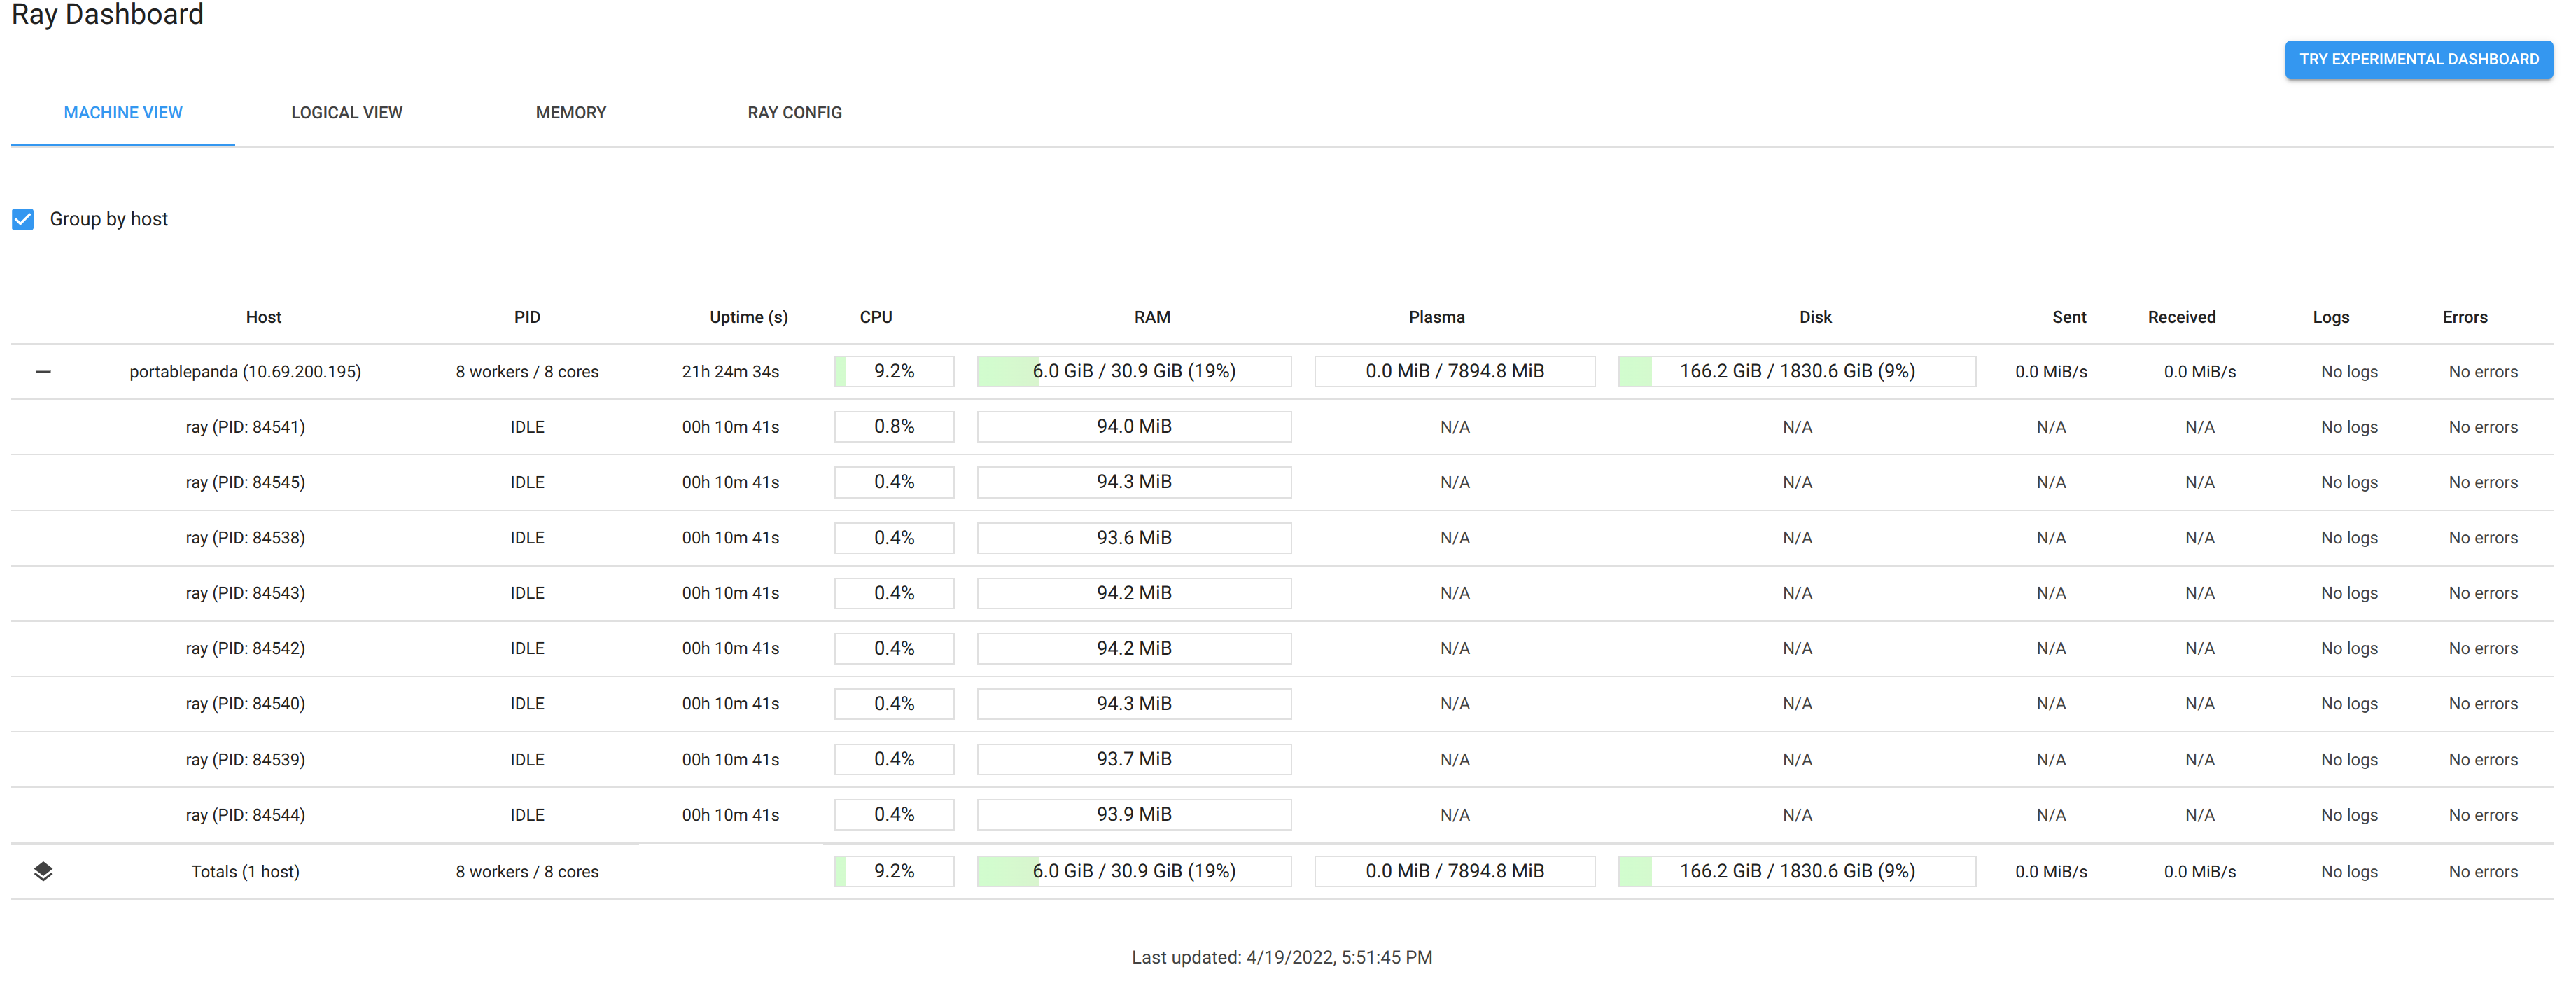 Ray Dashboard
TRY EXPERIMENTAL DASHBOARD
MACHINE VIEW LOGICAL VIEW MEMORY RAY CONFIG
Group by host
Host PID Uptime (s) CPU RAM Plasma Disk Sent Received Logs Errors
portablepanda (10.69.200.195) 8 workers / 8 cores 21h 24m 34s 9.2% 6.0 GiB / 30.9 GiB (19%) 0.0 MiB / 7894.8 MiB 166.2 GiB / 1830.6 GiB (9%) 0.0 MiB/s 0.0 MiB/s No logs No errors
ray (PID: 84541) IDLE 00h 10m 41s 0.8% 94.0 MiB N/A N/A N/A N/A No logs No errors
ray (PID: 84545) IDLE 00h 10m 41s 0.4% 94.3 MiB N/A N/A N/A N/A No logs No errors
ray (PID: 84538) IDLE 00h 10m 41s 0.4% 93.6 MiB N/A N/A N/A N/A No logs No errors
ray (PID: 84543) IDLE 00h 10m 41s 0.4% 94.2 MiB N/A N/A N/A N/A No logs No errors
ray (PID: 84542) IDLE 00h 10m 41s 0.4% 94.2 MiB N/A N/A N/A N/A No logs No errors
ray (PID: 84540) IDLE 00h 10m 41s 0.4% 94.3 MiB N/A N/A N/A N/A No logs No errors
ray (PID: 84539) IDLE 00h 10m 41s 0.4% 93.7 MiB N/A N/A N/A N/A No logs No errors
ray (PID: 84544) IDLE 00h 10m 41s 0.4% 93.9 MiB N/A N/A N/A N/A No logs No errors
Totals (1 host) 8 workers / 8 cores 9.2% 6.0 GiB / 30.9 GiB (19%) 0.0 MiB / 7894.8 MiB 166.2 GiB / 1830.6 GiB (9%) 0.0 MiB/s 0.0 MiB/s No logs No errors
Last updated: 4/19/2022, 5:51:45 PM